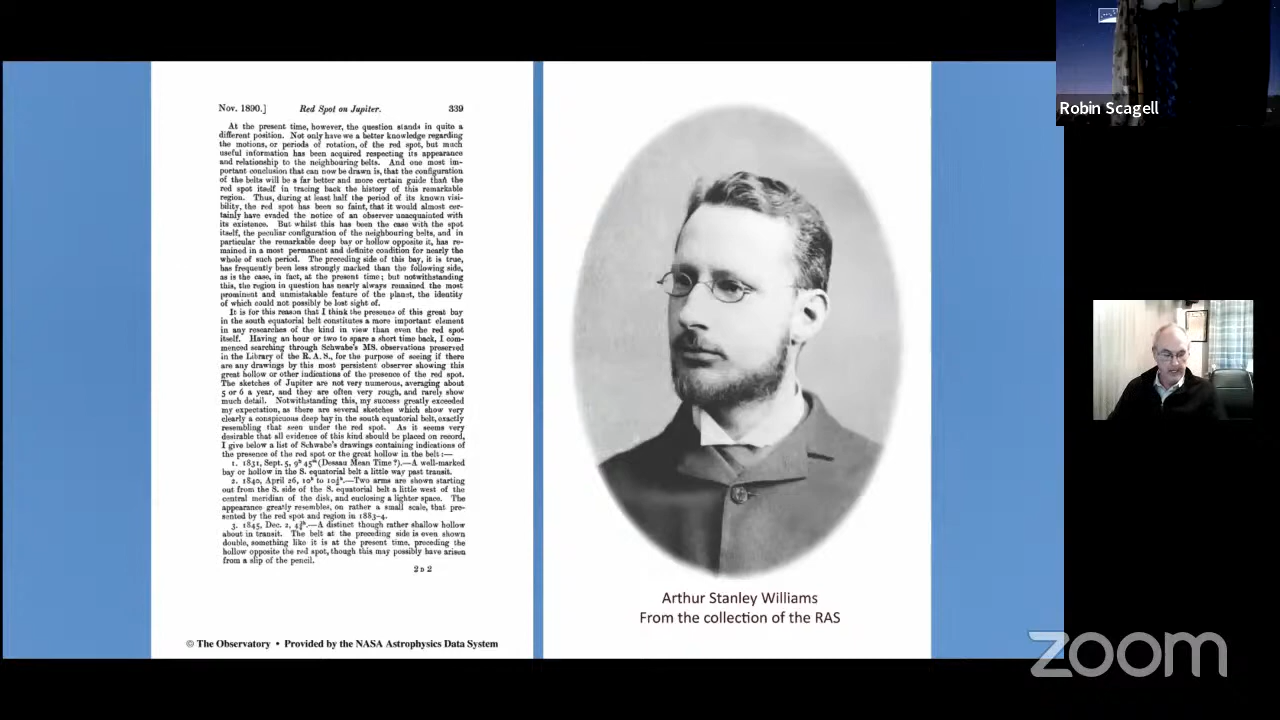 Nov. 1890.] Red Spot on Jupiter. 339
At the present time, however, the question stands in quite a
different position. Not only have we a better knowledge regarding
the motions, or periods of rotation, of the red spot, but much
useful information has been acquired respecting its appearance
and relationship to the neighbouring belts. And one most im-
portant conclusion that can now be drawn is, that the configuration
of the belts will be a far better and more certain guide than the
red spot itself in tracing back the history of this remarkable
region. Thus, during at least half the period of its known visi-
bility, the red spot has been so faint, that it would almost cer-
tainly have evaded the notice of an observer unacquainted with
its existence. But whilst this has been the case with the spot
itself, the peculiar configuration of the neighbouring belts, and in
particular the remarkable deep bay or hollow opposite it, has re-
mained in a most permanent and definite condition for nearly the
whole of such period. The preceding side of this bay, it is true,
has frequently been less strongly marked than the following side,
as is the case, in fact, at the present time; but notwithstanding
this, the region in question has nearly always remained the most
prominent and unmistakable feature of the planet, the identity
of which could not possibly be lost sight of.
It is for this reason that I think the presence of this great bay
in the south equatorial belt constitutes a more important element
in any researches of the kind in view than even the red spot
itself. Having an hour or two to spare a short time back, I com-
menced searching through Schwabe's MS. observations preserved
in the Library of the R. A. S., for the purpose of seeing if there
are any drawings by this most persistent observer showing this
great hollow or other indications of the presence of the red spot.
The sketches of Jupiter are not very numerous, averaging about
5 or 6 a year, and they are often very rough, and rarely show
much detail. Notwithstanding this, my success greatly exceeded
my expectation, as there are several sketches which show very
clearly a conspicuous deep bay in the south equatorial belt, exactly
resembling that seen under the red spot. As it seems very
desirable that all evidence of this kind should be placed on record,
I give below a list of Schwabe's drawings containing indications of
the presence of the red spot or the great hollow in the belt:—
1. 1831, Sept. 5, 9h 45m (Dessau Mean Time?).—A well-marked
bay or hollow in the S. equatorial belt a little way past transit.
2. 1840, April 26, 10h to 10½h.—Two arms are shown starting
out from the S. side of the S. equatorial belt a little west of the
central meridian of the disk, and enclosing a lighter space. The
appearance greatly resembles, on rather a small scale, that pre-
sented by the red spot and region in 1883-4.
3. 1845, Dec. 2, 4¾h.—A distinct though rather shallow hollow
about in transit. The belt at the preceding side is even shown
double, something like it is at the present time, preceding the
hollow opposite the red spot, though this may possibly have arisen
from a slip of the pencil.
2 D 2
© The Observatory • Provided by the NASA Astrophysics Data System
Arthur Stanley Williams
From the collection of the RAS
Robin Scagell
zoom